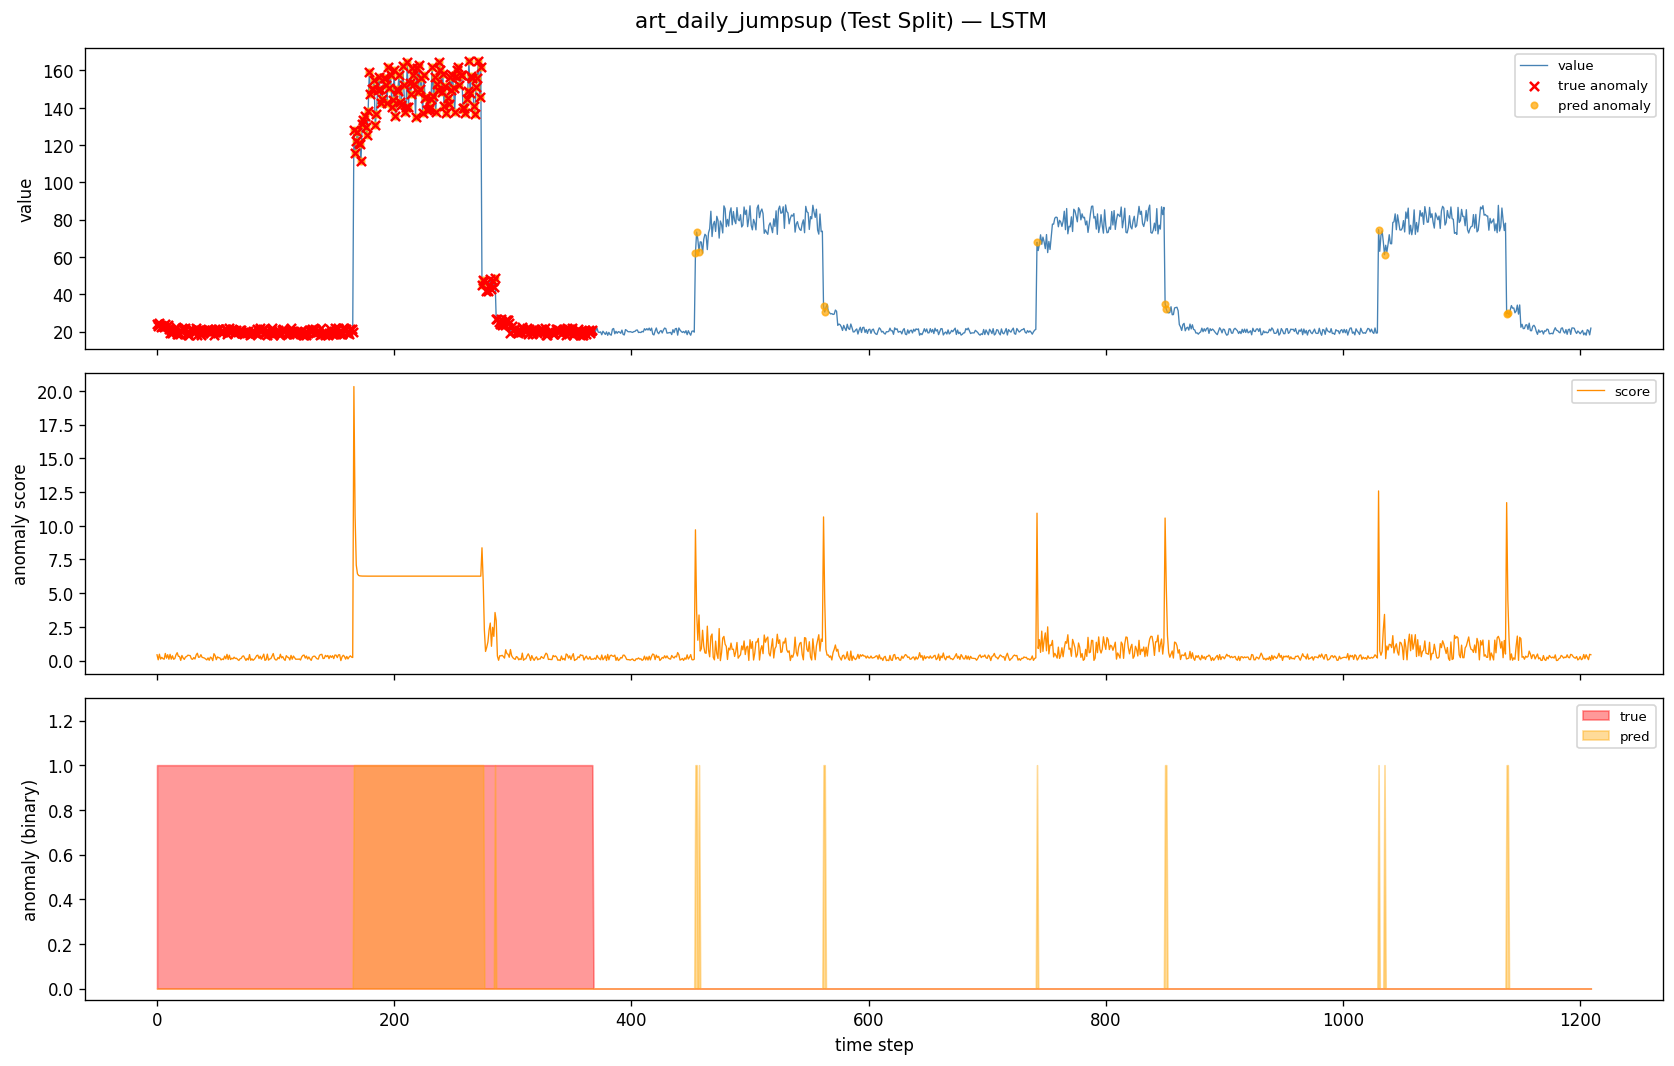 art_daily_jumpsup (Test Split) — LSTM
value
160
140
120
100
80
60
40
20
value
true anomaly
pred anomaly
anomaly score
20.0
17.5
15.0
12.5
10.0
7.5
5.0
2.5
0.0
score
anomaly (binary)
1.2
1.0
0.8
0.6
0.4
0.2
0.0
true
pred
0 200 400 600 800 1000 1200
time step